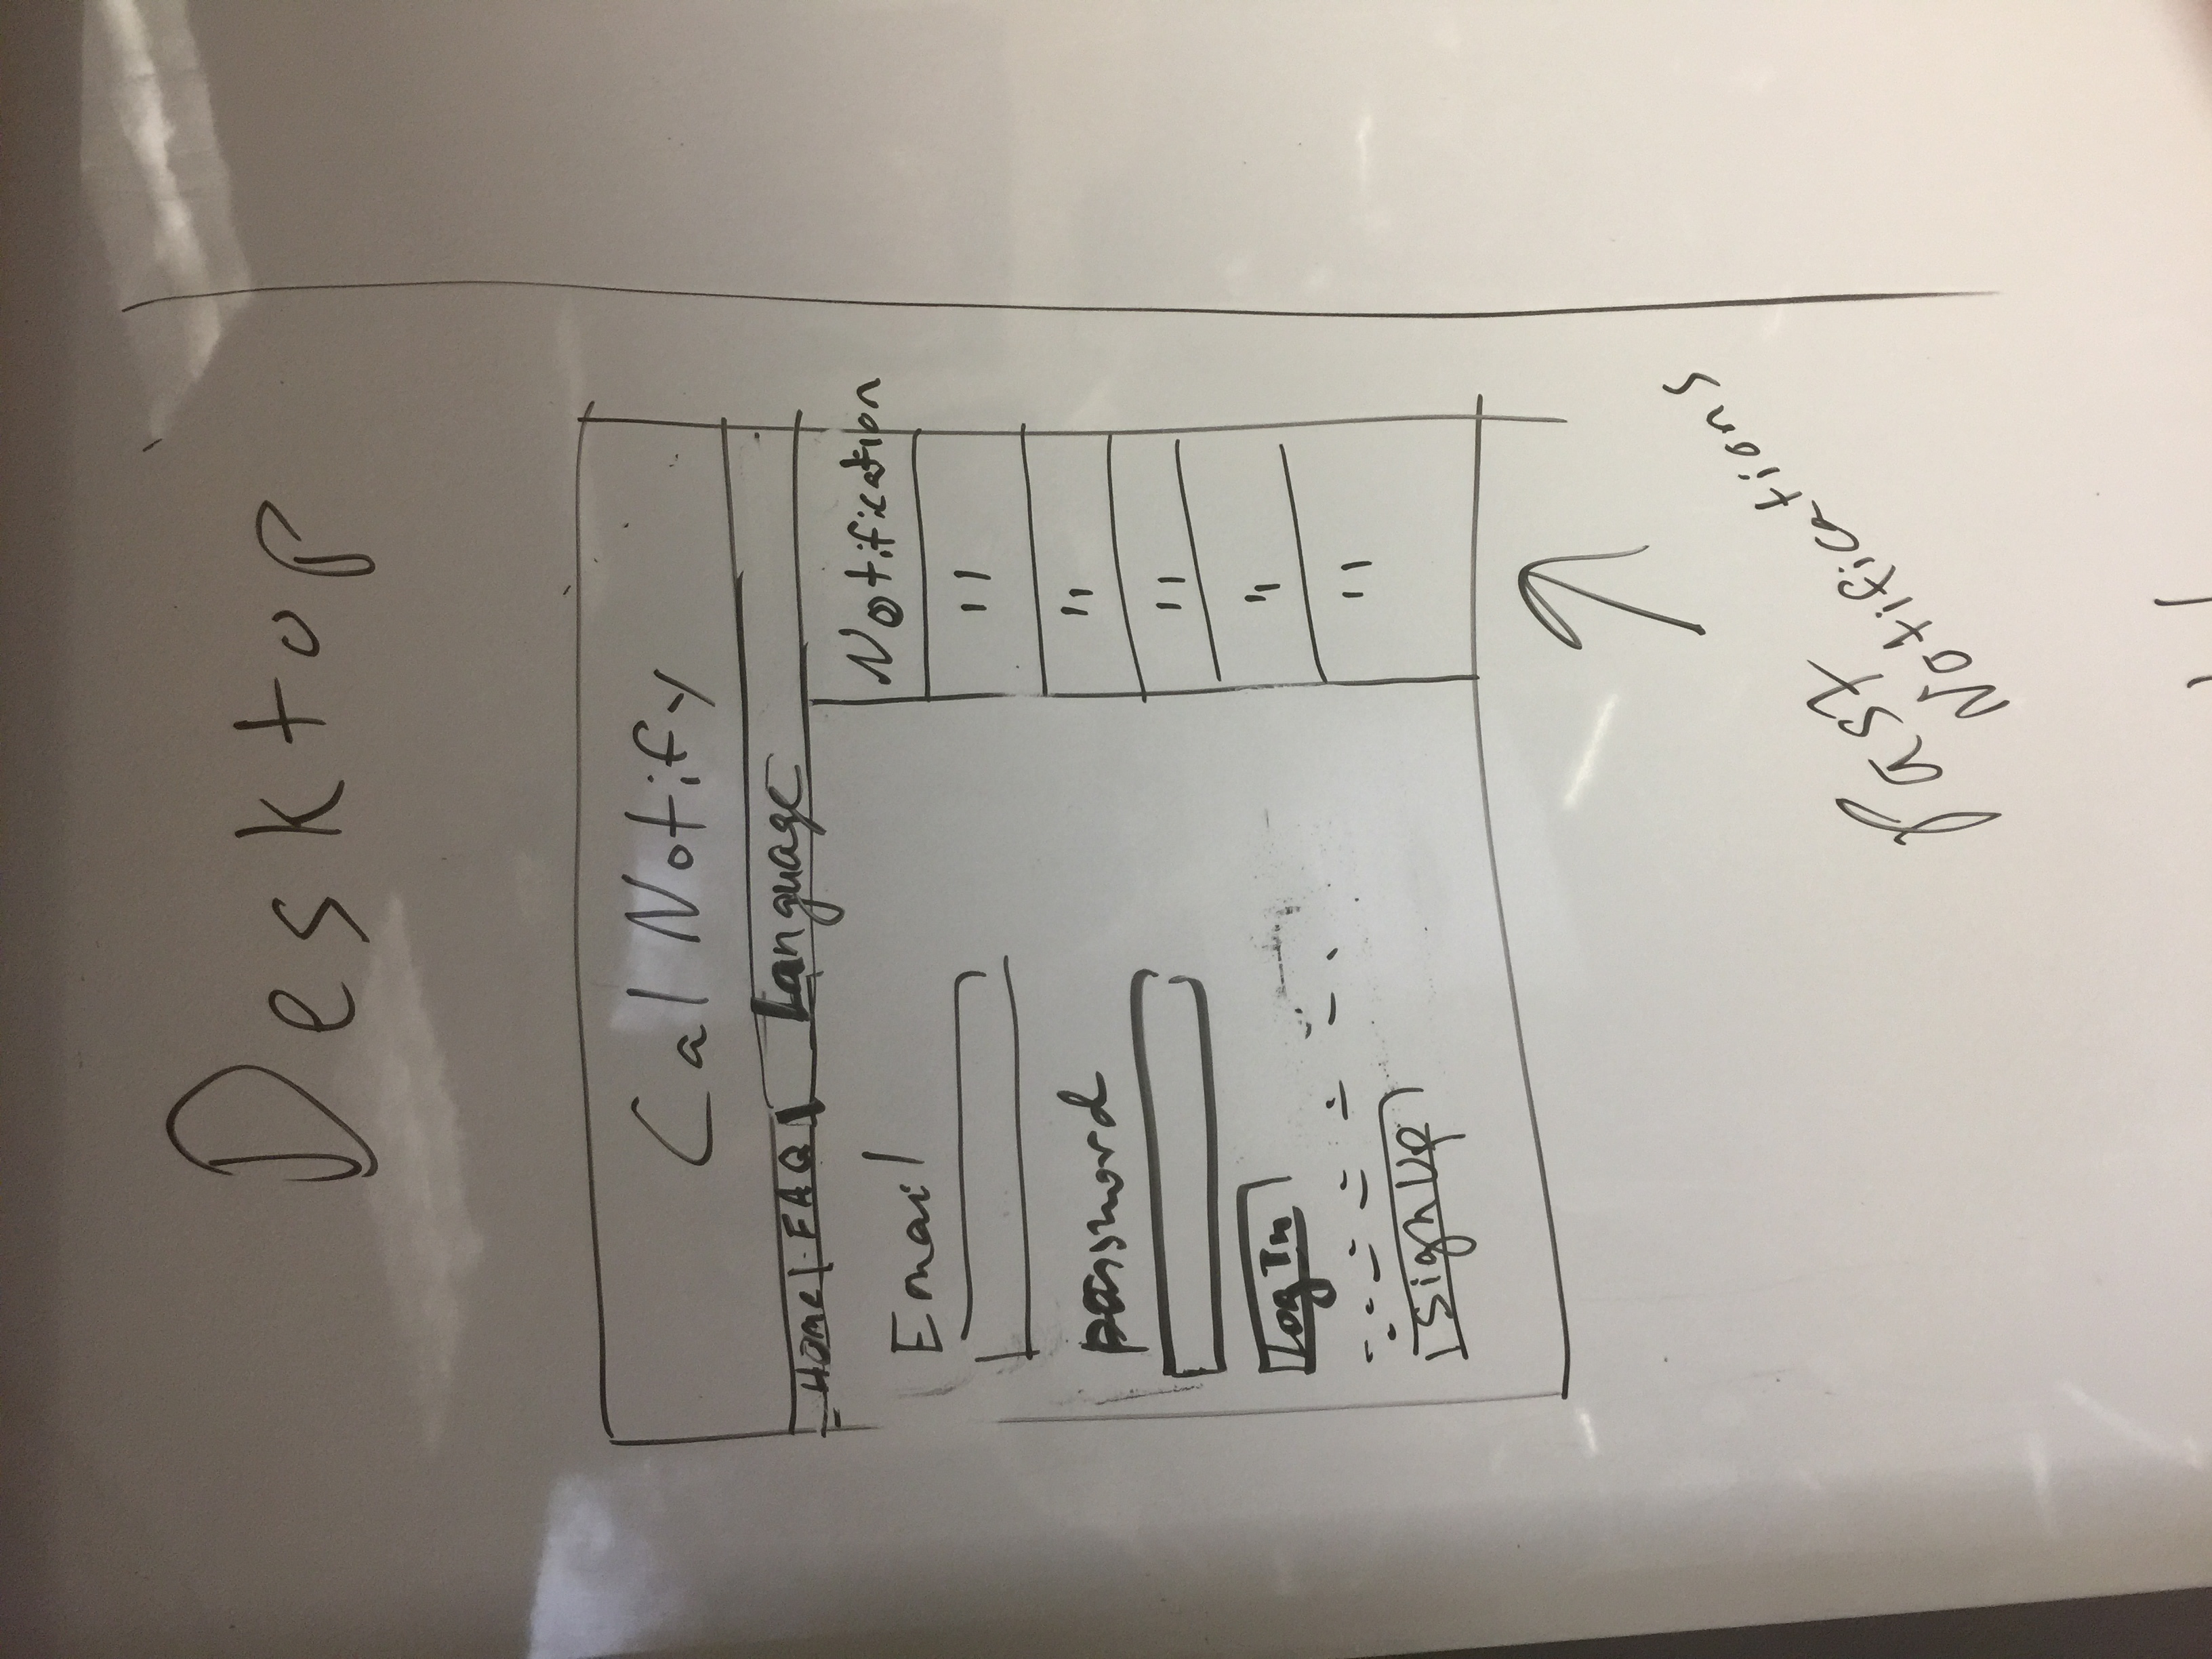 Desktop
Cal Notify
Home | FAQ | Language
Email
password
Log In
Sign Up
Notification
"
"
"
"
"
Past
Notifications